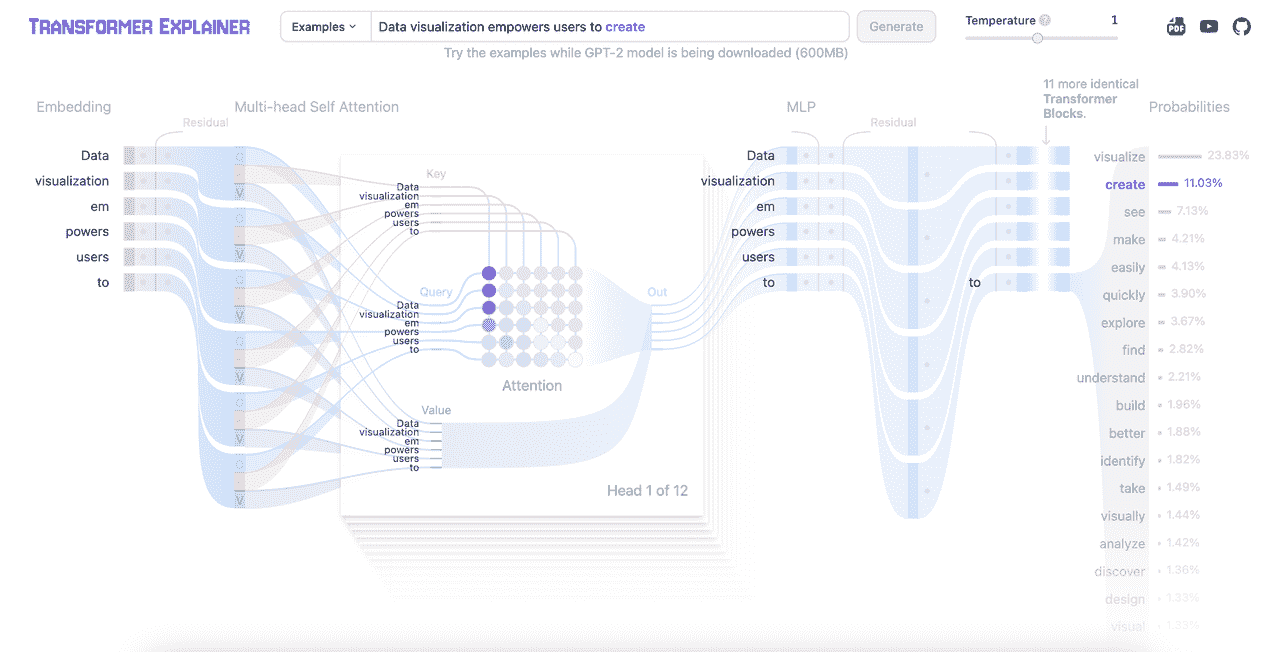 TRANSFORMER EXPLAINER
Examples
Data visualization empowers users to create
Generate
Temperature
1
PDF
Try the examples while GPT-2 model is being downloaded (600MB)
Embedding
Multi-head Self Attention
MLP
11 more identical
Transformer
Blocks.
Probabilities
Residual
Residual
Data
visualization
em
powers
users
to
Key
Data
visualization
em
powers
users
to
Query
Data
visualization
em
powers
users
to
Out
Attention
Value
Data
visualization
em
powers
users
to
Head 1 of 12
Data
visualization
em
powers
users
to
to
visualize 23.83%
create 11.03%
see 7.13%
make 4.21%
easily 4.13%
quickly 3.90%
explore 3.67%
find 2.82%
understand 2.21%
build 1.96%
better 1.88%
identify 1.82%
take 1.49%
visually 1.44%
analyze 1.42%
discover 1.36%
design 1.33%
visual